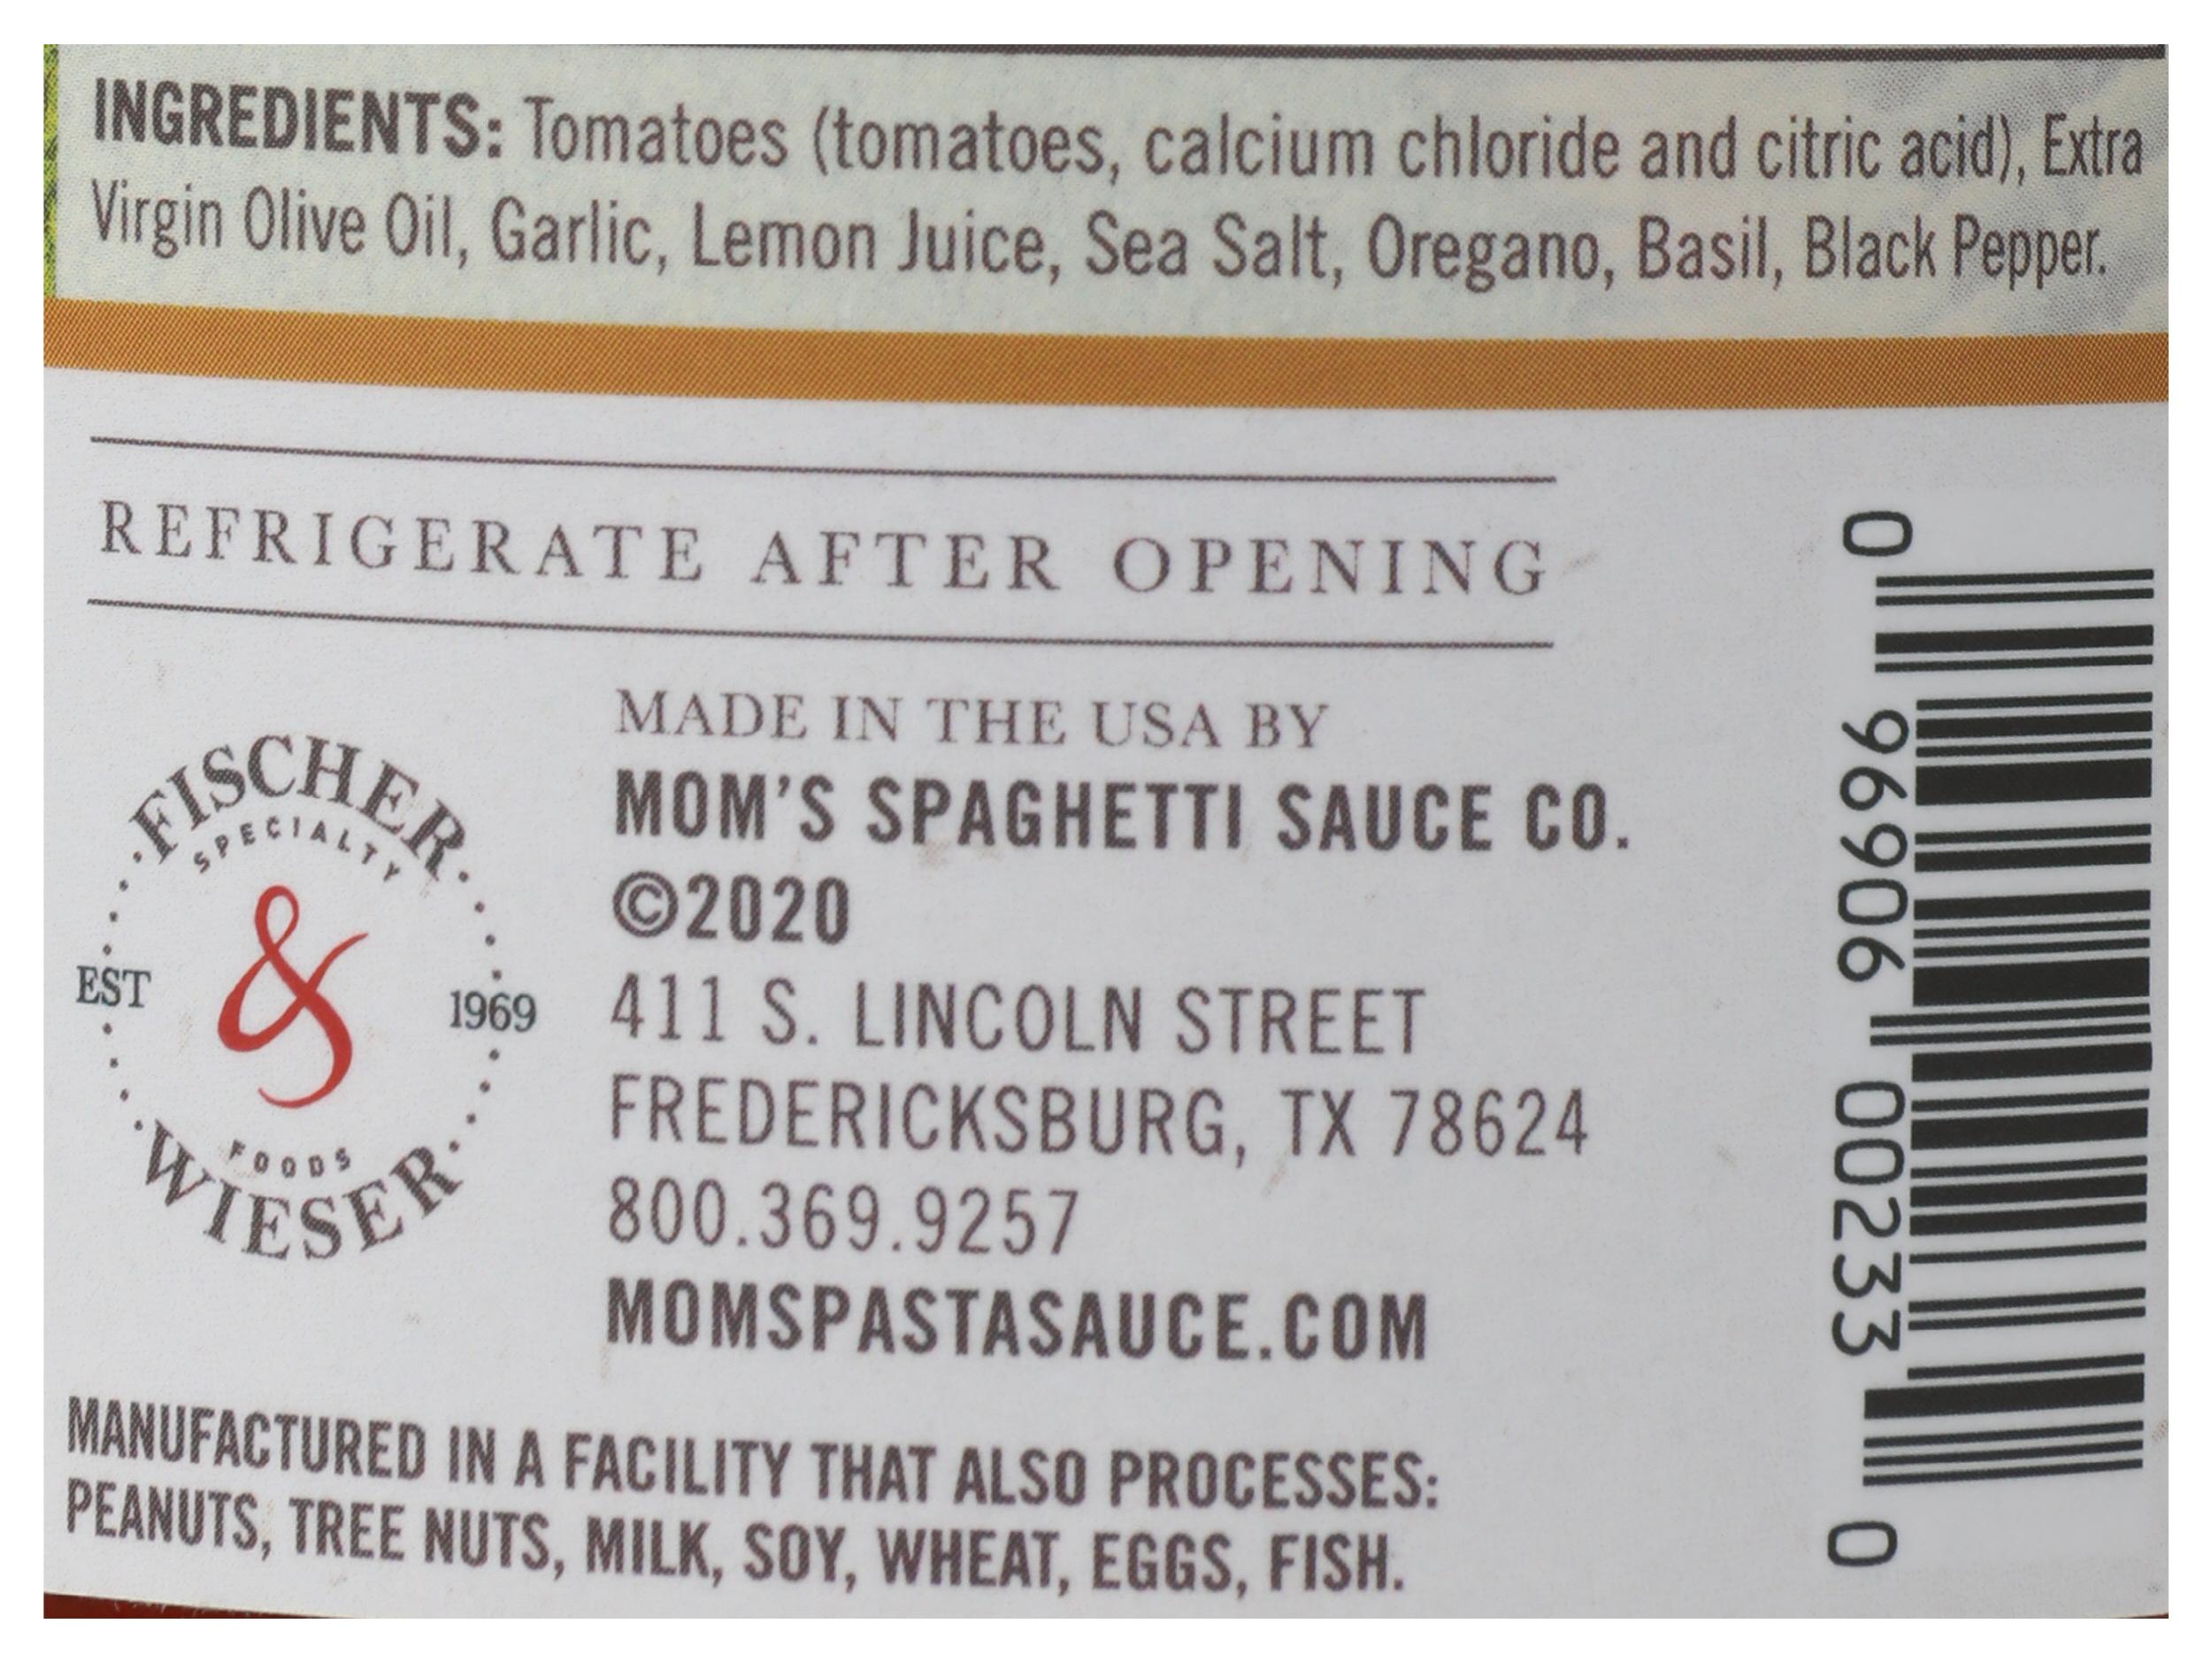 INGREDIENTS: Tomatoes (tomatoes, calcium chloride and citric acid), Extra
Virgin Olive Oil, Garlic, Lemon Juice, Sea Salt, Oregano, Basil, Black Pepper.
REFRIGERATE AFTER OPENING
FISCHER
SPECIALTY
&
EST 1969
FOODS
WIESER
MADE IN THE USA BY
MOM'S SPAGHETTI SAUCE CO.
©2020
411 S. LINCOLN STREET
FREDERICKSBURG, TX 78624
800.369.9257
MOMSPASTASAUCE.COM
MANUFACTURED IN A FACILITY THAT ALSO PROCESSES:
PEANUTS, TREE NUTS, MILK, SOY, WHEAT, EGGS, FISH.
0 96906 00233 0